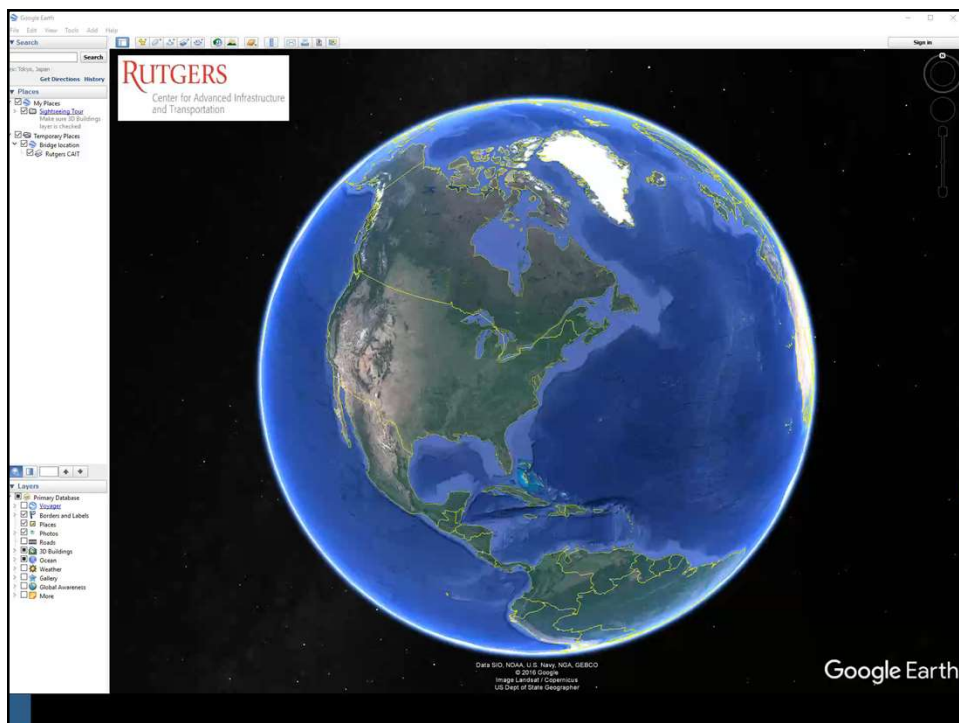 Google Earth
File Edit View Tools Add Help
Search
Search
ex: Tokyo, Japan
Get Directions History
Places
My Places
Sightseeing Tour
Make sure 3D Buildings
layer is checked
Temporary Places
Bridge location
Rutgers CAIT
Layers
Primary Database
Voyager
Borders and Labels
Places
Photos
Roads
3D Buildings
Ocean
Weather
Gallery
Global Awareness
More
Sign in
RUTGERS
Center for Advanced Infrastructure
and Transportation
N
Data SIO, NOAA, U.S. Navy, NGA, GEBCO
© 2016 Google
Image Landsat / Copernicus
US Dept of State Geographer
Google Earth